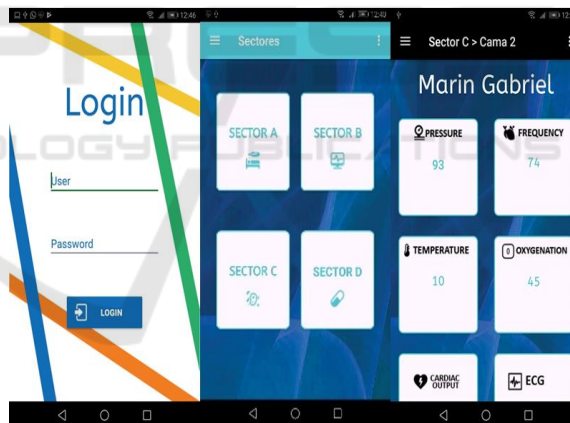 12:46
Login
User
Password
LOGIN
12:40
Sectores
SECTOR A
SECTOR B
SECTOR C
SECTOR D
Sector C > Cama 2
Marin Gabriel
PRESSURE
93
FREQUENCY
74
TEMPERATURE
10
OXYGENATION
45
CARDIAC
OUTPUT
ECG